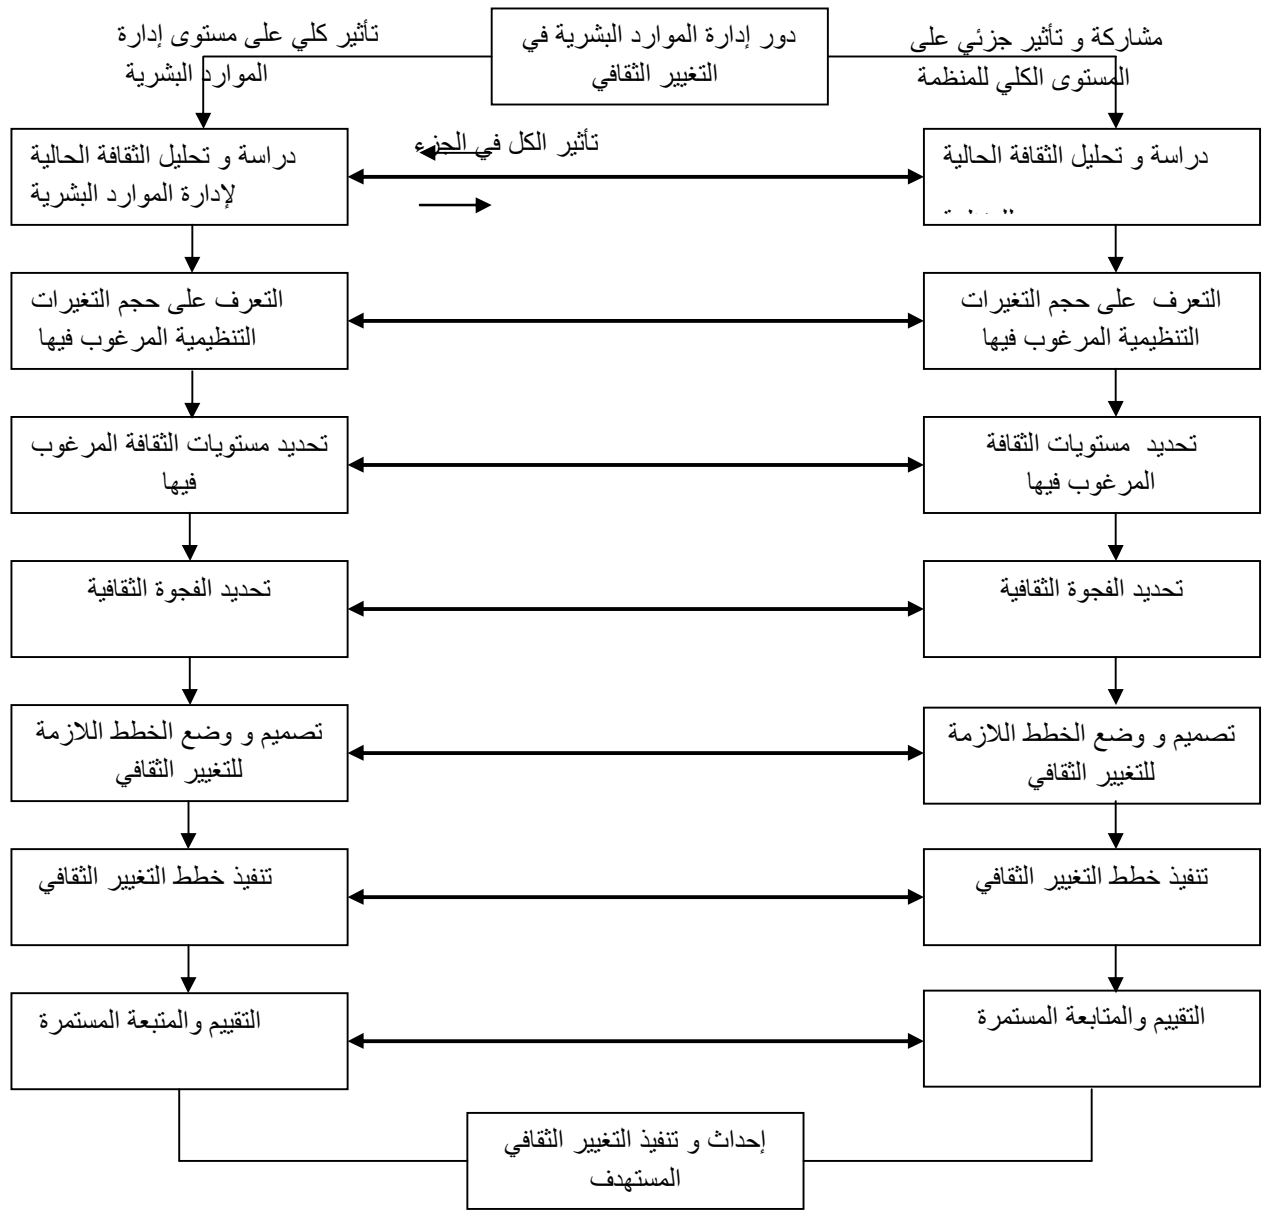 دور إدارة الموارد البشرية في
التغيير الثقافي
مشاركة و تأثير جزئي على
المستوى الكلي للمنظمة
تأثير كلي على مستوى إدارة
الموارد البشرية
دراسة و تحليل الثقافة الحالية
تأثير الكل في الجزء
دراسة و تحليل الثقافة الحالية
لإدارة الموارد البشرية
التعرف على حجم التغيرات
التنظيمية المرغوب فيها
التعرف على حجم التغيرات
التنظيمية المرغوب فيها
تحديد مستويات الثقافة
المرغوب فيها
تحديد مستويات الثقافة المرغوب
فيها
تحديد الفجوة الثقافية
تحديد الفجوة الثقافية
تصميم و وضع الخطط اللازمة
للتغيير الثقافي
تصميم و وضع الخطط اللازمة
للتغيير الثقافي
تنفيذ خطط التغيير الثقافي
تنفيذ خطط التغيير الثقافي
التقييم والمتابعة المستمرة
التقييم والمتبعة المستمرة
إحداث و تنفيذ التغيير الثقافي
المستهدف